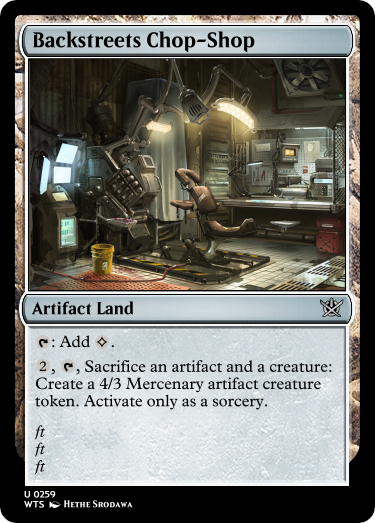 Backstreets Chop-Shop
Artifact Land
: Add .
2, , Sacrifice an artifact and a creature:
Create a 4/3 Mercenary artifact creature
token. Activate only as a sorcery.
ft
ft
ft
U 0259
WTS Hethe Srodawa